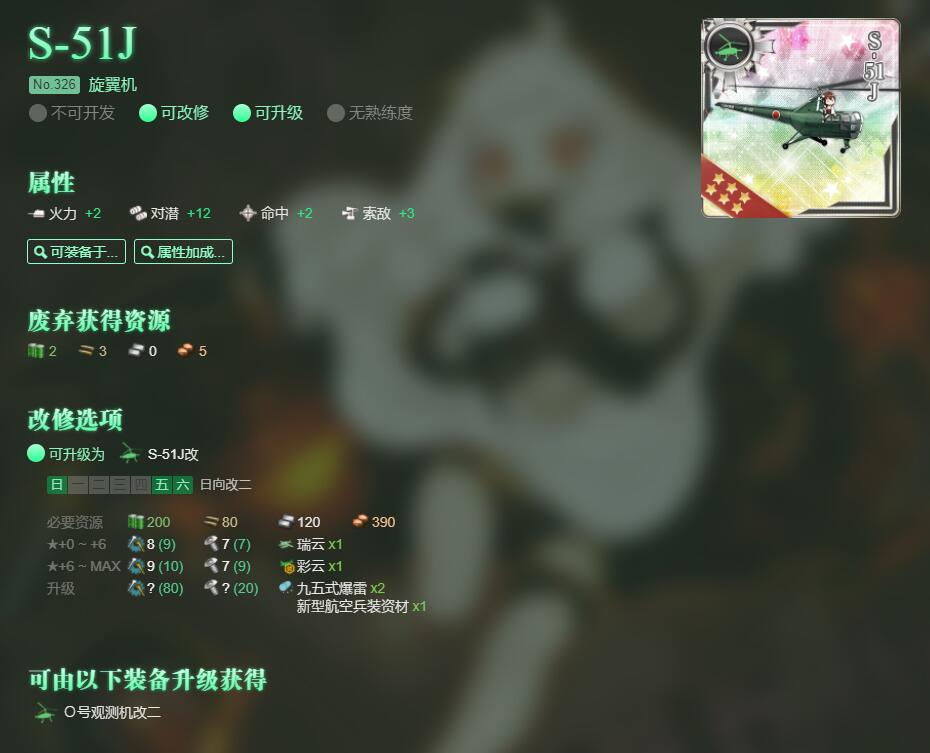 S-51J
No.326 旋翼机
不可开发 可改修 可升级 无熟练度
属性
火力 +2 对潜 +12 命中 +2 索敌 +3
可装备于... 属性加成...
废弃获得资源
2 3 0 5
改修选项
可升级为 S-51J改
日 一 二 三 四 五 六 日向改二
必要资源 200 80 120 390
★+0 ~ +6 8 (9) 7 (7) 瑞云 x1
★+6 ~ MAX 9 (10) 7 (9) 彩云 x1
升级 ? (80) ? (20) 九五式爆雷 x2
新型航空兵装资材 x1
可由以下装备升级获得
O号观测机改二
S-51J